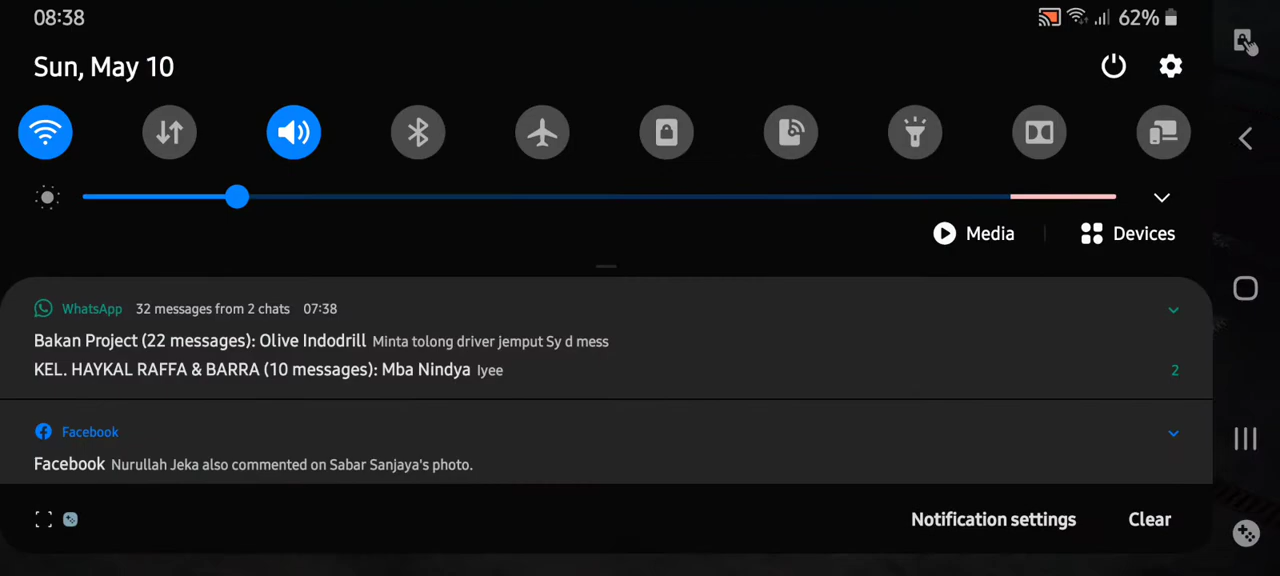 08:38
62%
Sun, May 10
Media
Devices
WhatsApp 32 messages from 2 chats 07:38
Bakan Project (22 messages): Olive Indodrill Minta tolong driver jemput Sy d mess
KEL. HAYKAL RAFFA & BARRA (10 messages): Mba Nindya Iyee
2
Facebook
Facebook Nurullah Jeka also commented on Sabar Sanjaya's photo.
Notification settings
Clear